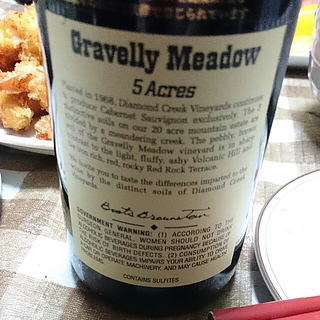 Gravelly Meadow
5 Acres
Planted in 1968, Diamond Creek Vineyards continues
to produce Cabernet Sauvignon exclusively. The 3
distinctive soils on our 20 acre mountain estate are
divided by a meandering creek. The pebbly, brown
soil of the Gravelly Meadow vineyard is in sharp
contrast to the light, fluffy, ashy Volcanic Hill and
the iron rich, red, rocky Red Rock Terrace.
We invite you to taste the differences imparted to the
wine by the distinct soils of Diamond Creek
Vineyards.
GOVERNMENT WARNING: (1) ACCORDING TO THE
SURGEON GENERAL, WOMEN SHOULD NOT DRINK
ALCOHOLIC BEVERAGES DURING PREGNANCY BECAUSE OF
THE RISK OF BIRTH DEFECTS. (2) CONSUMPTION OF
ALCOHOLIC BEVERAGES IMPAIRS YOUR ABILITY TO DRIVE A
CAR OR OPERATE MACHINERY, AND MAY CAUSE HEALTH
PROBLEMS.
CONTAINS SULFITES